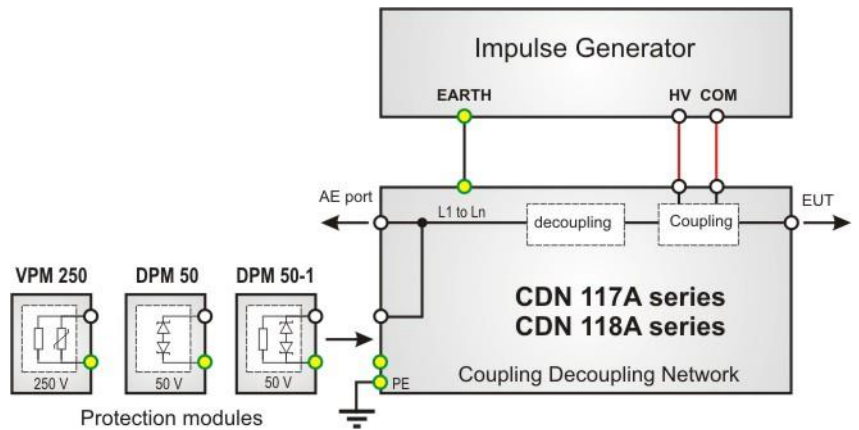 Impulse Generator
EARTH HV COM
AE port
L1 to Ln
decoupling
Coupling
EUT
VPM 250 DPM 50 DPM 50-1
CDN 117A series
CDN 118A series
250 V 50 V 50 V
PE
Coupling Decoupling Network
Protection modules